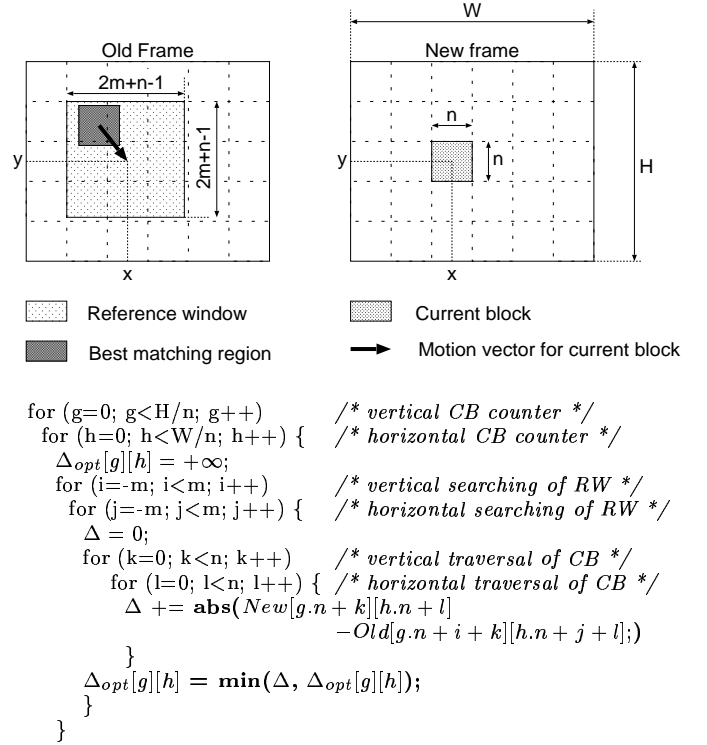 W
Old Frame
New frame
2m+n-1
n
y
2m+n-1
y
n
H
x
x
Reference window
Current block
Best matching region
Motion vector for current block
for (g=0; g<H/n; g++) /* vertical CB counter */
for (h=0; h<W/n; h++) { /* horizontal CB counter */
Δopt[g][h] = +∞;
for (i=-m; i<m; i++) /* vertical searching of RW */
for (j=-m; j<m; j++) { /* horizontal searching of RW */
Δ = 0;
for (k=0; k<n; k++) /* vertical traversal of CB */
for (l=0; l<n; l++) { /* horizontal traversal of CB */
Δ += abs(New[g.n + k][h.n + l]
−Old[g.n + i + k][h.n + j + l];)
}
Δopt[g][h] = min(Δ, Δopt[g][h]);
}
}